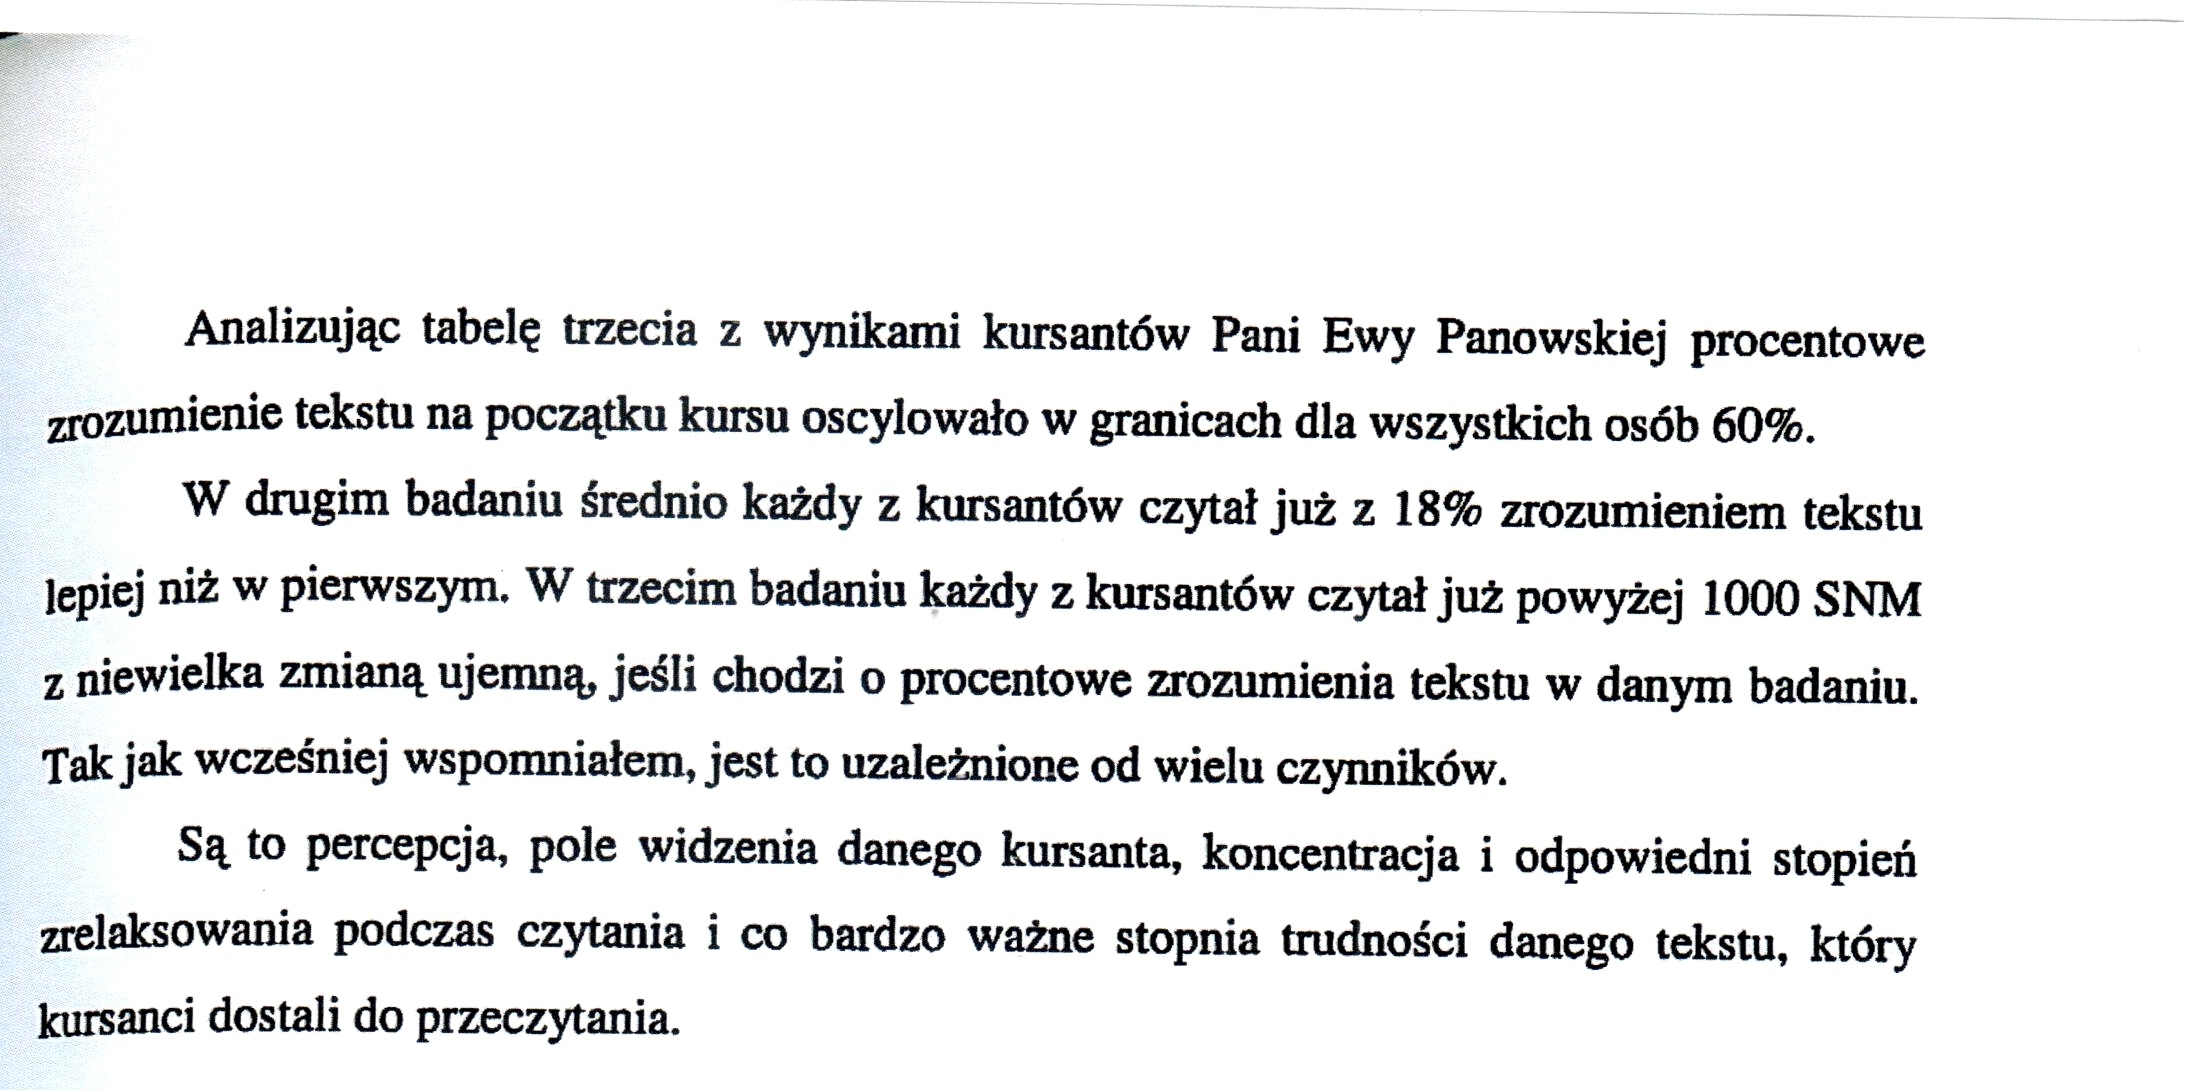 Analizując tabelę trzecia z wynikami kursantów Pani Ewy Panowskiej procentowe
zrozumienie tekstu na początku kursu oscylowało w granicach dla wszystkich osób 60%.
W drugim badaniu średnio każdy z kursantów czytał już z 18% zrozumieniem tekstu
lepiej niż w pierwszym. W trzecim badaniu każdy z kursantów czytał już powyżej 1000 SNM
z niewielka zmianą ujemną, jeśli chodzi o procentowe zrozumienia tekstu w danym badaniu.
Tak jak wcześniej wspomniałem, jest to uzależnione od wielu czynników.
Są to percepcja, pole widzenia danego kursanta, koncentracja i odpowiedni stopień
zrelaksowania podczas czytania i co bardzo ważne stopnia trudności danego tekstu, który
kursanci dostali do przeczytania.